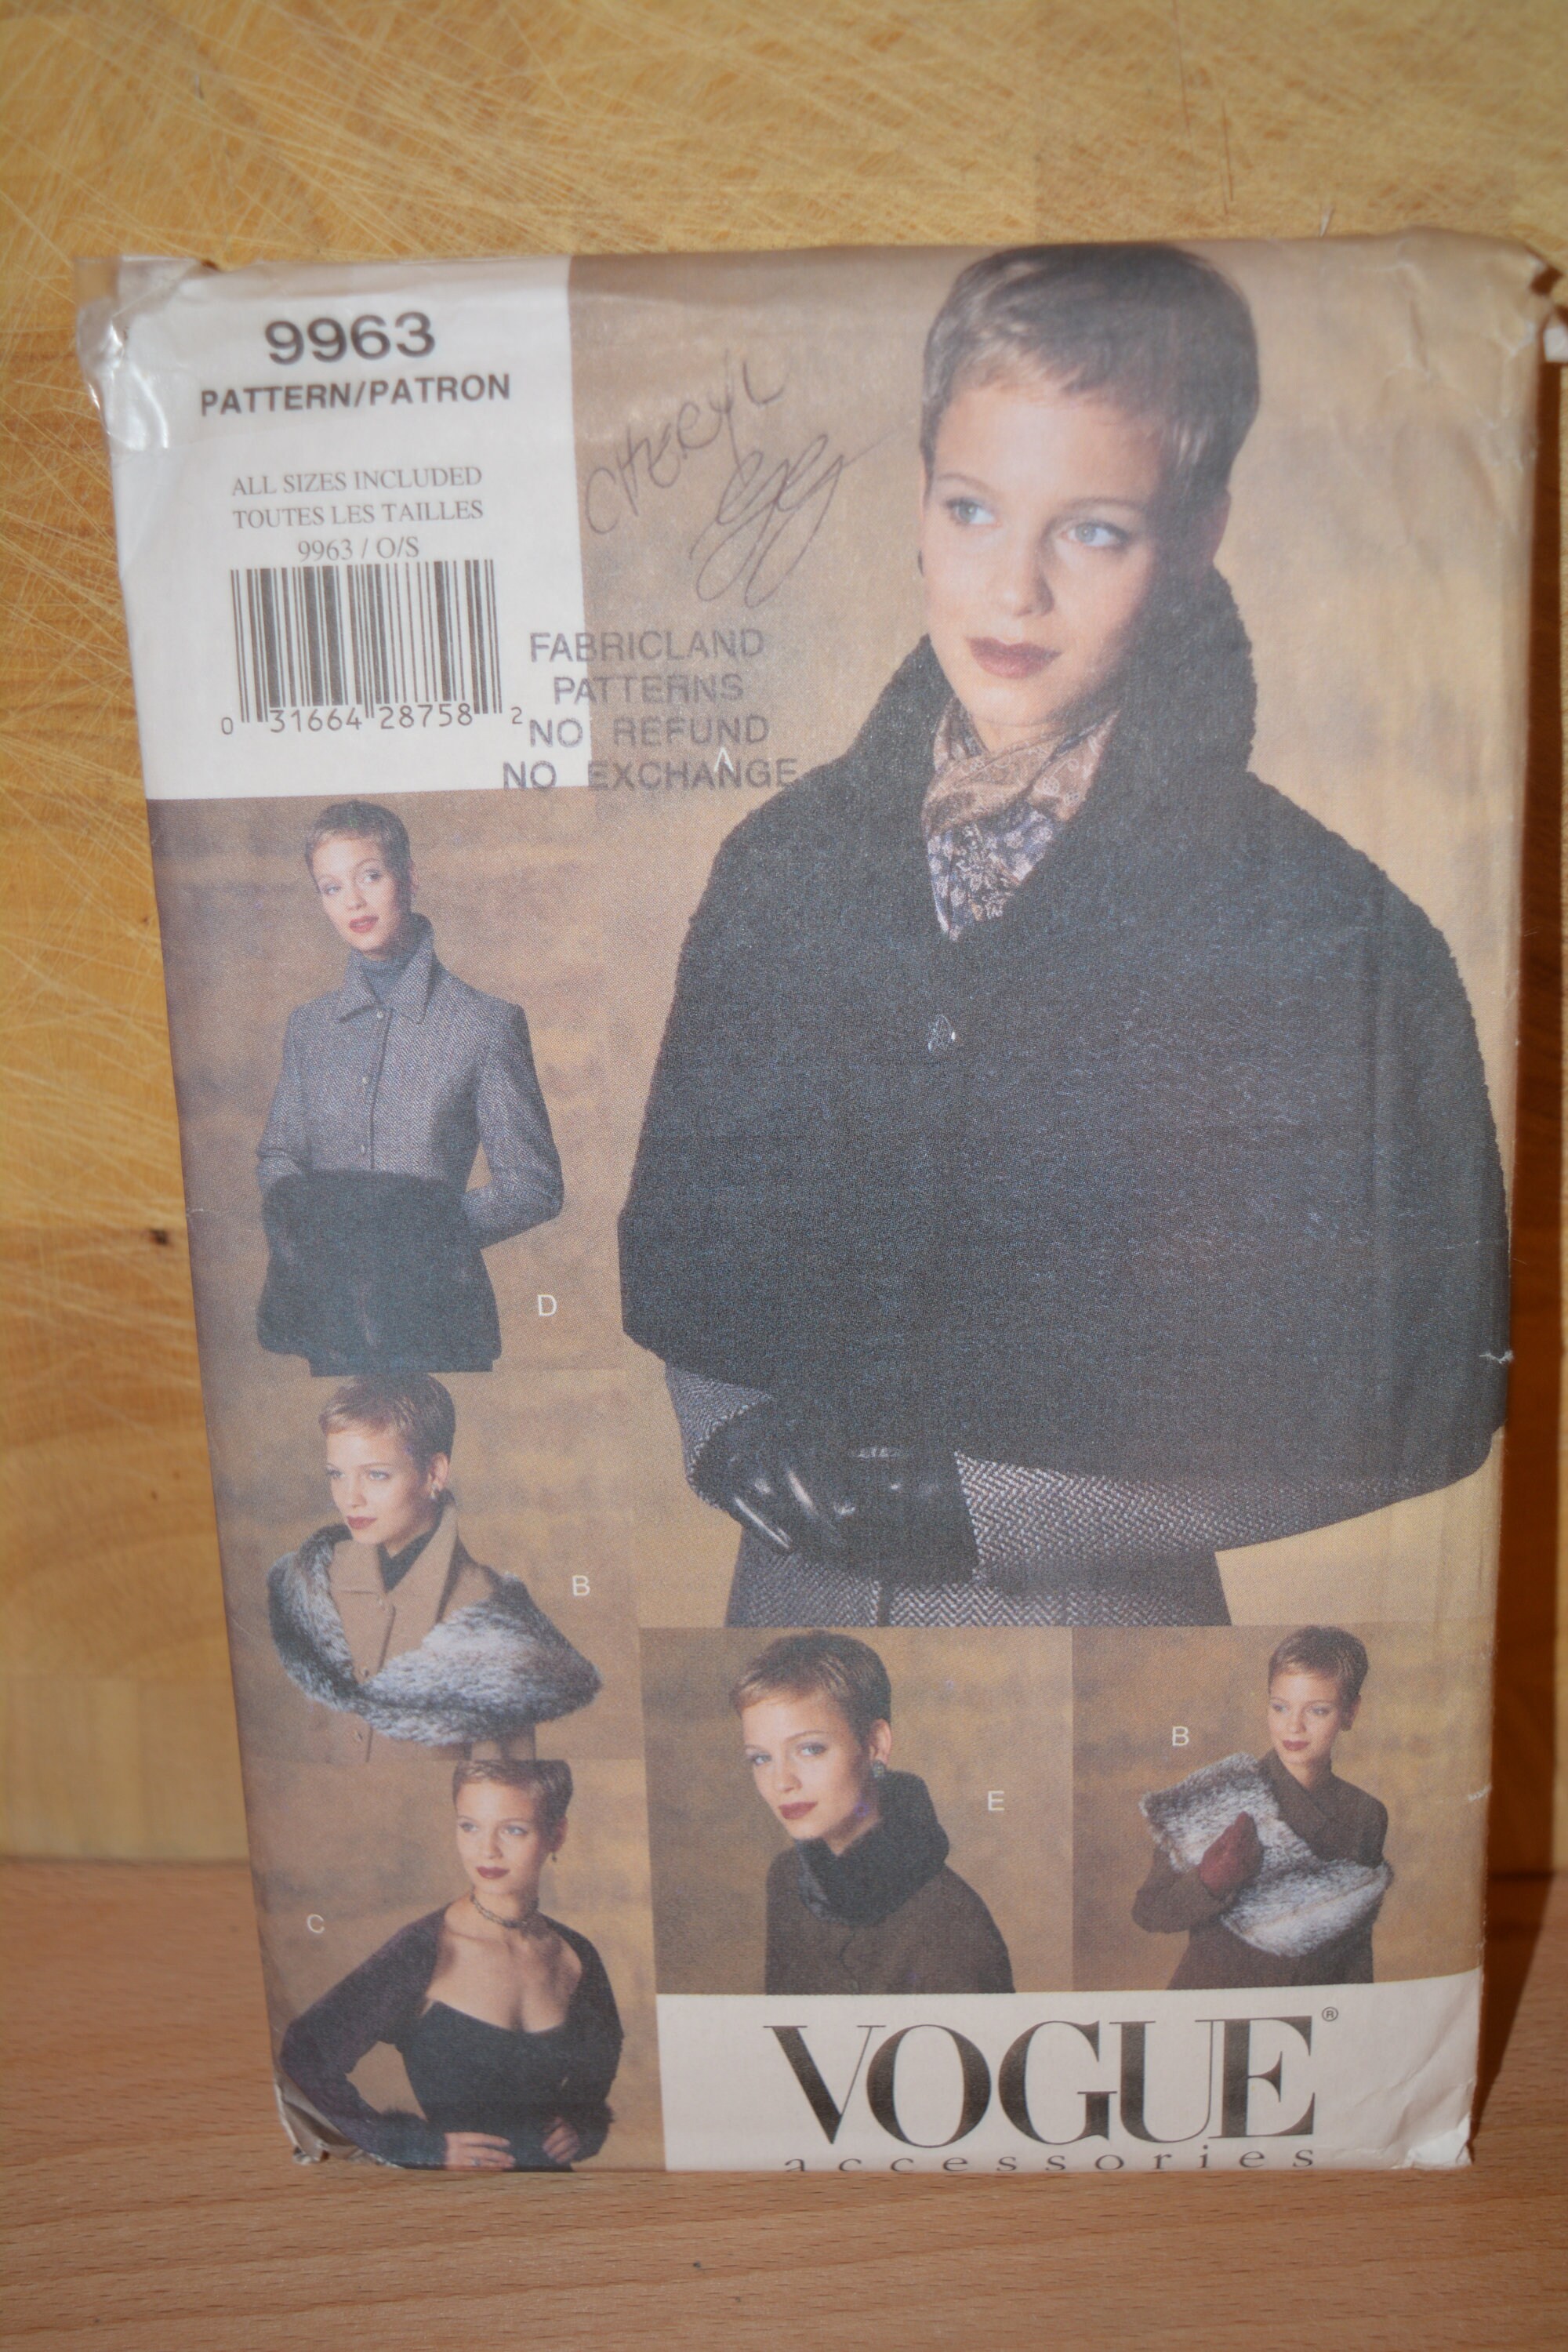 9963
PATTERN/PATRON
ALL SIZES INCLUDED
TOUTES LES TAILLES
9963 / O/S
0 31664 28758 2
CHERYL
FABRICLAND
PATTERNS
NO REFUND
NO EXCHANGE
A
D
B
C
E
B
VOGUE®
accessories